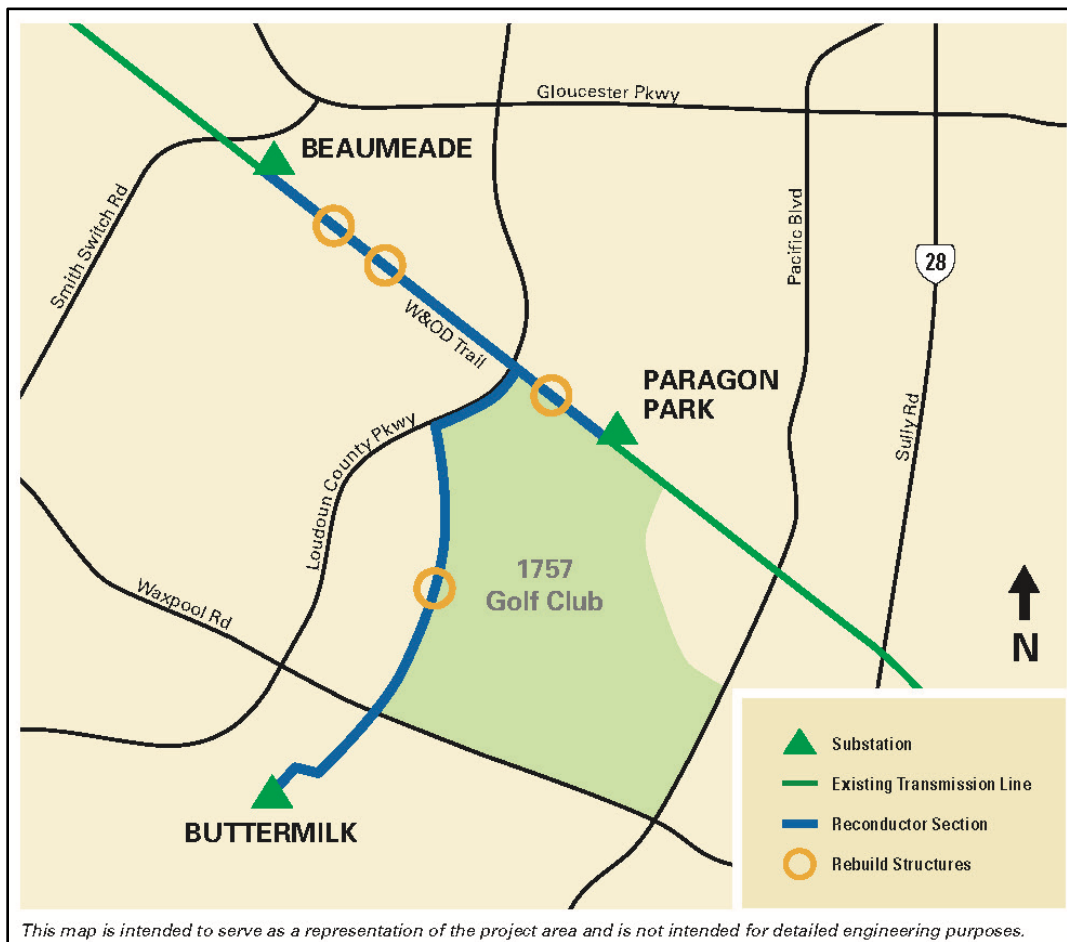 Gloucester Pkwy
BEAUMEADE
Smith Switch Rd
Pacific Blvd
28
W&OD Trail
PARAGON
PARK
Sully Rd
Loudoun County Pkwy
1757
Golf Club
Waxpool Rd
N
BUTTERMILK
Substation
Existing Transmission Line
Reconductor Section
Rebuild Structures
This map is intended to serve as a representation of the project area and is not intended for detailed engineering purposes.